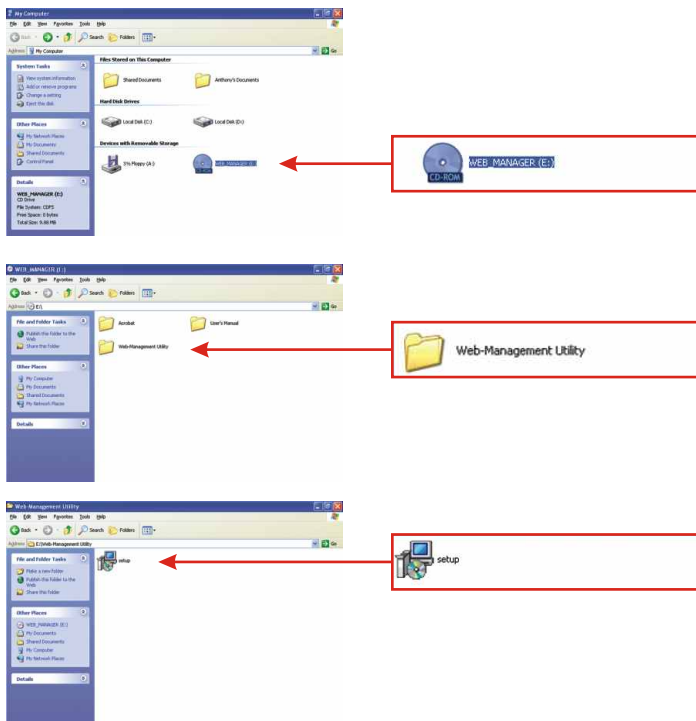 My Computer
File Edit View Favorites Tools Help
Back Search Folders
Address My Computer Go
System Tasks
View system information
Add or remove programs
Change a setting
Eject this disk
Other Places
My Network Places
My Documents
Shared Documents
Control Panel
Details
WEB_MANAGER (E:)
CD Drive
File System: CDFS
Free Space: 0 bytes
Total Size: 9.86 MB
Files Stored on This Computer
Shared Documents Anthony's Documents
Hard Disk Drives
Local Disk (C:) Local Disk (D:)
Devices with Removable Storage
3½ Floppy (A:) WEB_MANAGER (E:)
CD-ROM WEB_MANAGER (E:)
WEB_MANAGER (E:)
File Edit View Favorites Tools Help
Back Search Folders
Address E:\ Go
File and Folder Tasks
Publish this folder to the
Web
Share this folder
Other Places
My Computer
My Documents
Shared Documents
My Network Places
Details
Acrobat User's Manual
Web-Management Utility
Web-Management Utility
Web-Management Utility
File Edit View Favorites Tools Help
Back Search Folders
Address E:\Web-Management Utility Go
File and Folder Tasks
Make a new folder
Publish this folder to the
Web
Share this folder
Other Places
WEB_MANAGER (E:)
My Documents
Shared Documents
My Computer
My Network Places
Details
setup
setup